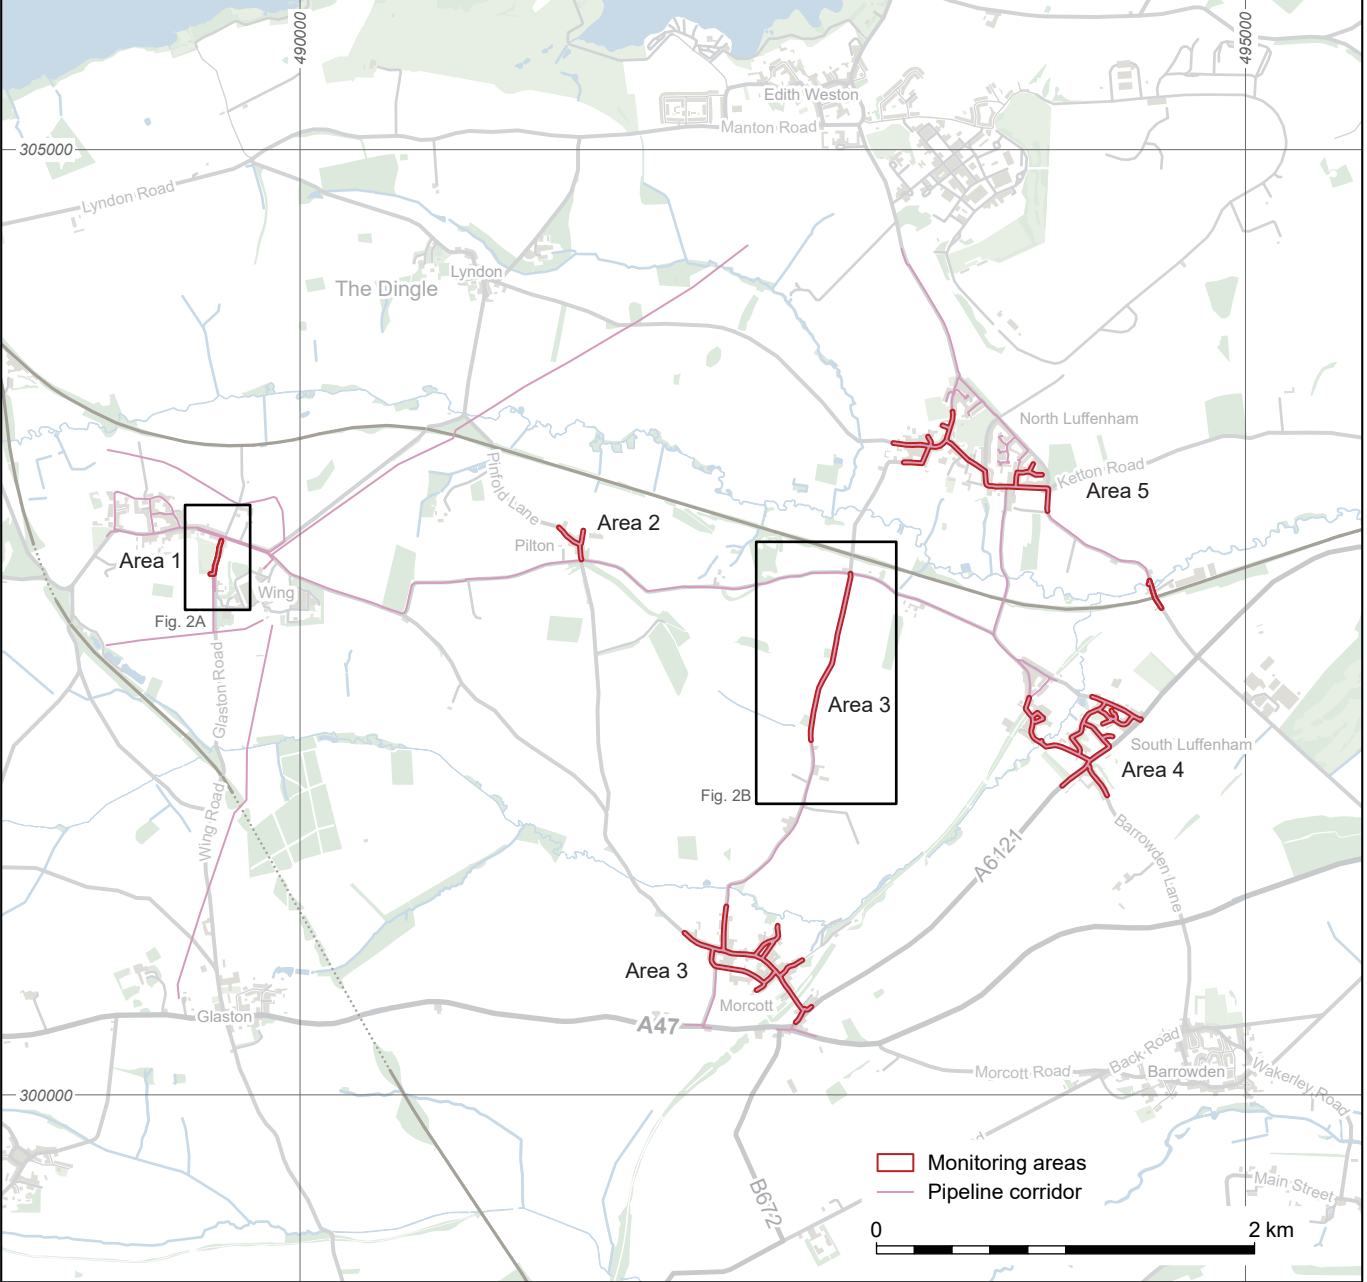 490000
495000
Edith Weston
Manton Road
305000
Lyndon Road
Lyndon
The Dingle
North Luffenham
Ketton Road
Area 5
Pinfold Lane
Area 2
Pilton
Area 1
Wing
Fig. 2A
Glaston Road
Area 3
South Luffenham
Area 4
Fig. 2B
Wing Road
A6121
Barrowden Lane
Area 3
Morcott
Glaston
A47
Back Road
Morcott Road
Barrowden
Wakerley Road
300000
Monitoring areas
Main Street
Pipeline corridor
B672
0 2 km